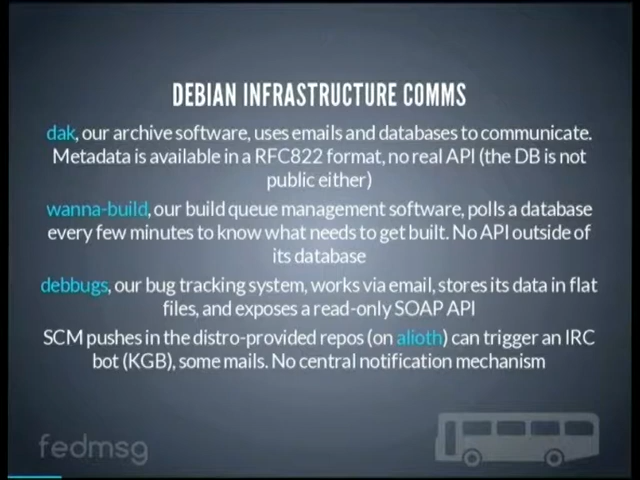 DEBIAN INFRASTRUCTURE COMMS
dak, our archive software, uses emails and databases to communicate.
Metadata is available in a RFC822 format, no real API (the DB is not
public either)
wanna-build, our build queue management software, polls a database
every few minutes to know what needs to get built. No API outside of
its database
debbugs, our bug tracking system, works via email, stores its data in flat
files, and exposes a read-only SOAP API
SCM pushes in the distro-provided repos (on alioth) can trigger an IRC
bot (KGB), some mails. No central notification mechanism
fedmsg